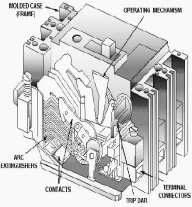 MOLDED CASE
(FRAME)
OPERATING MECHANISM
ARC
EXTINGUISHERS
CONTACTS
TRIP BAR
TERMINAL
CONNECTORS